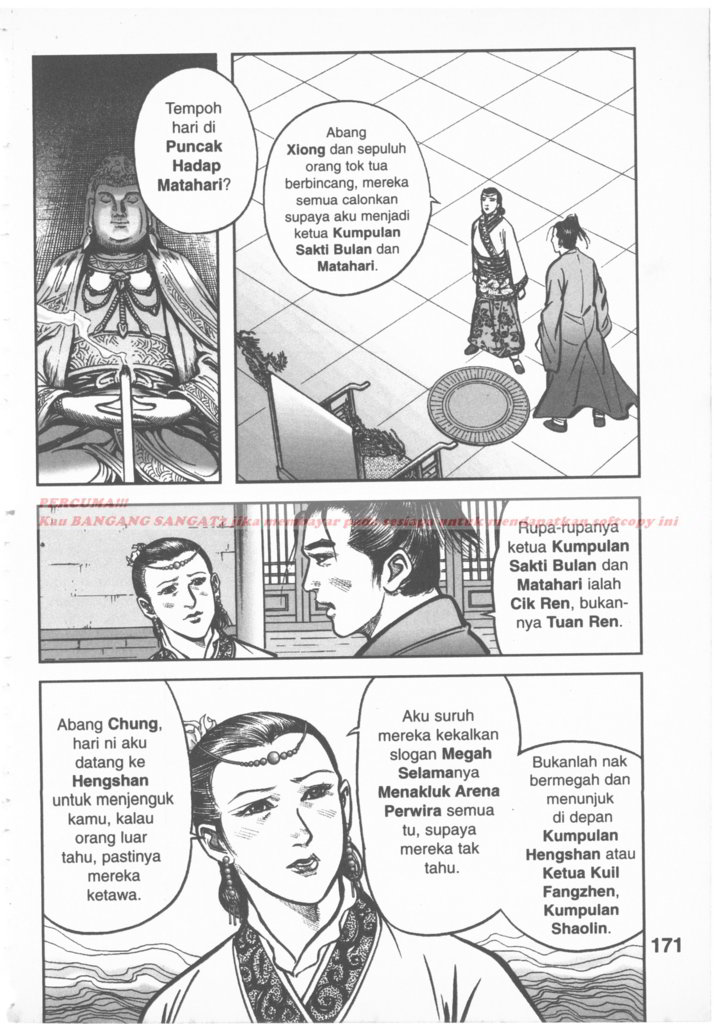 Tempoh
hari di
Puncak
Hadap
Matahari?
Abang
Xiong dan sepuluh
orang tok tua
berbincang, mereka
semua calonkan
supaya aku menjadi
ketua Kumpulan
Sakti Bulan dan
Matahari.
PERCUMA!!!
Kau BANGANG SANGAT2 jika membayar pada sesiapa untuk mendapatkan softcopy ini
Rupa-rupanya
ketua Kumpulan
Sakti Bulan dan
Matahari ialah
Cik Ren, bukan-
nya Tuan Ren.
Abang Chung,
hari ni aku
datang ke
Hengshan
untuk menjenguk
kamu, kalau
orang luar
tahu, pastinya
mereka
ketawa.
Aku suruh
mereka kekalkan
slogan Megah
Selamanya
Menakluk Arena
Perwira semua
tu, supaya
mereka tak
tahu.
Bukanlah nak
bermegah dan
menunjuk
di depan
Kumpulan
Hengshan atau
Ketua Kuil
Fangzhen,
Kumpulan
Shaolin.
171